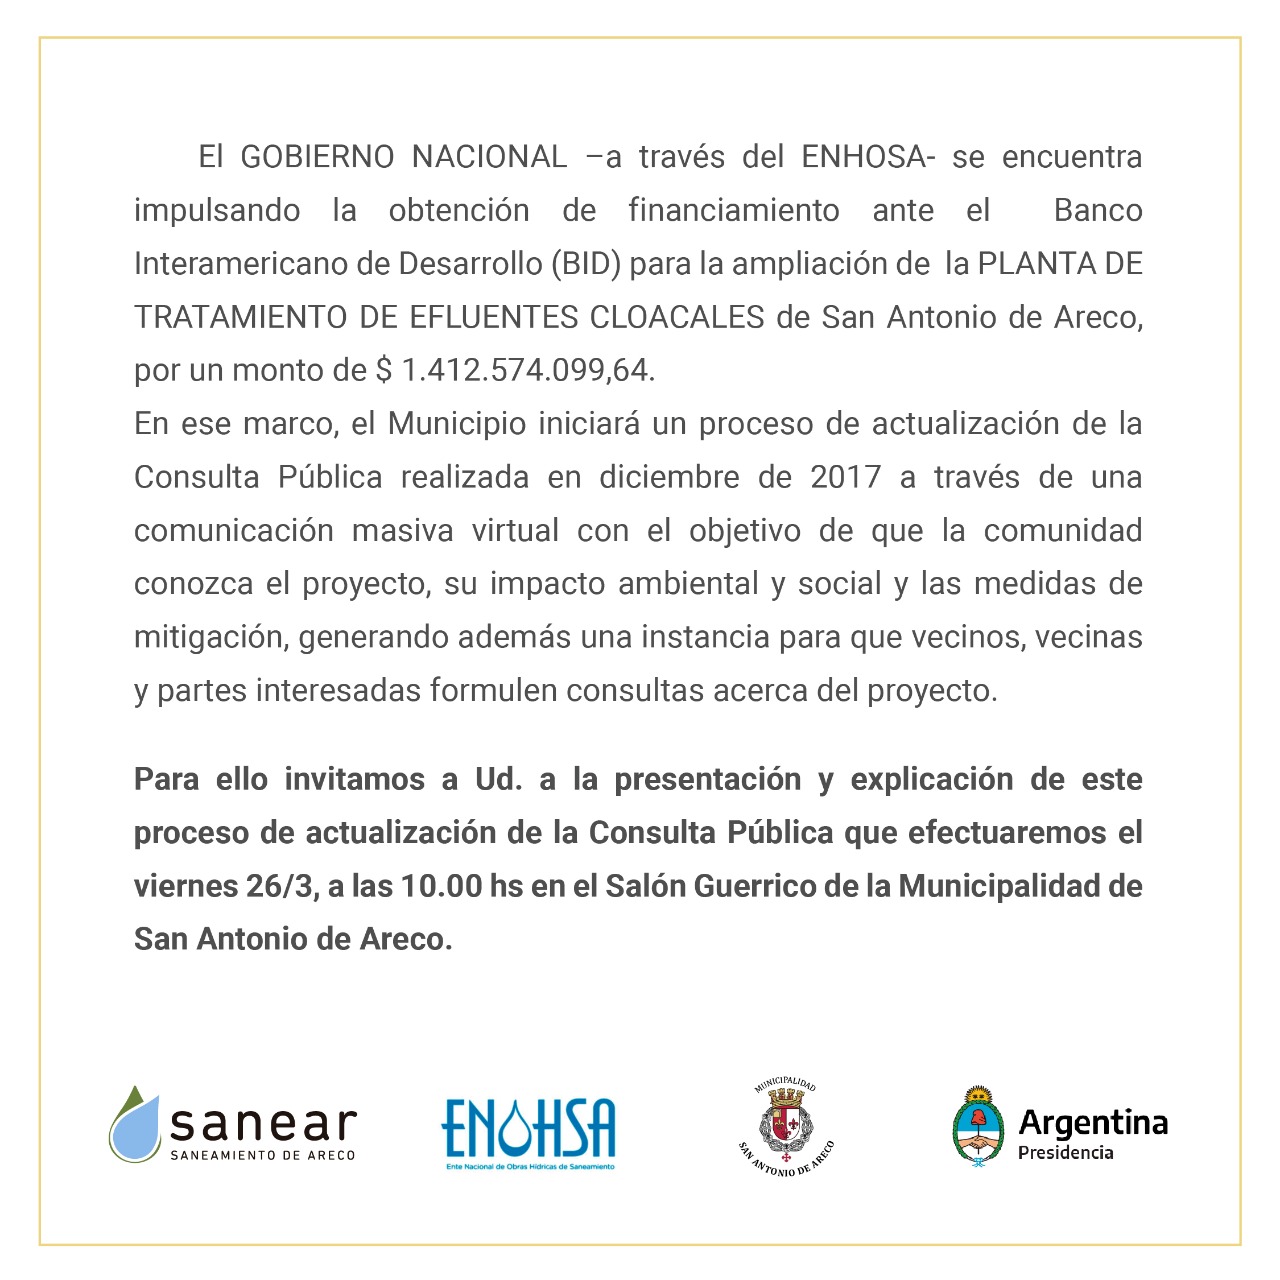 El GOBIERNO NACIONAL –a través del ENHOSA- se encuentra
impulsando la obtención de financiamiento ante el Banco
Interamericano de Desarrollo (BID) para la ampliación de la PLANTA DE
TRATAMIENTO DE EFLUENTES CLOACALES de San Antonio de Areco,
por un monto de $ 1.412.574.099,64.
En ese marco, el Municipio iniciará un proceso de actualización de la
Consulta Pública realizada en diciembre de 2017 a través de una
comunicación masiva virtual con el objetivo de que la comunidad
conozca el proyecto, su impacto ambiental y social y las medidas de
mitigación, generando además una instancia para que vecinos, vecinas
y partes interesadas formulen consultas acerca del proyecto.
Para ello invitamos a Ud. a la presentación y explicación de este
proceso de actualización de la Consulta Pública que efectuaremos el
viernes 26/3, a las 10.00 hs en el Salón Guerrico de la Municipalidad de
San Antonio de Areco.
sanear
SANEAMIENTO DE ARECO
ENOHSA
Ente Nacional de Obras Hídricas de Saneamiento
MUNICIPALIDAD
SAN ANTONIO DE ARECO
Argentina
Presidencia